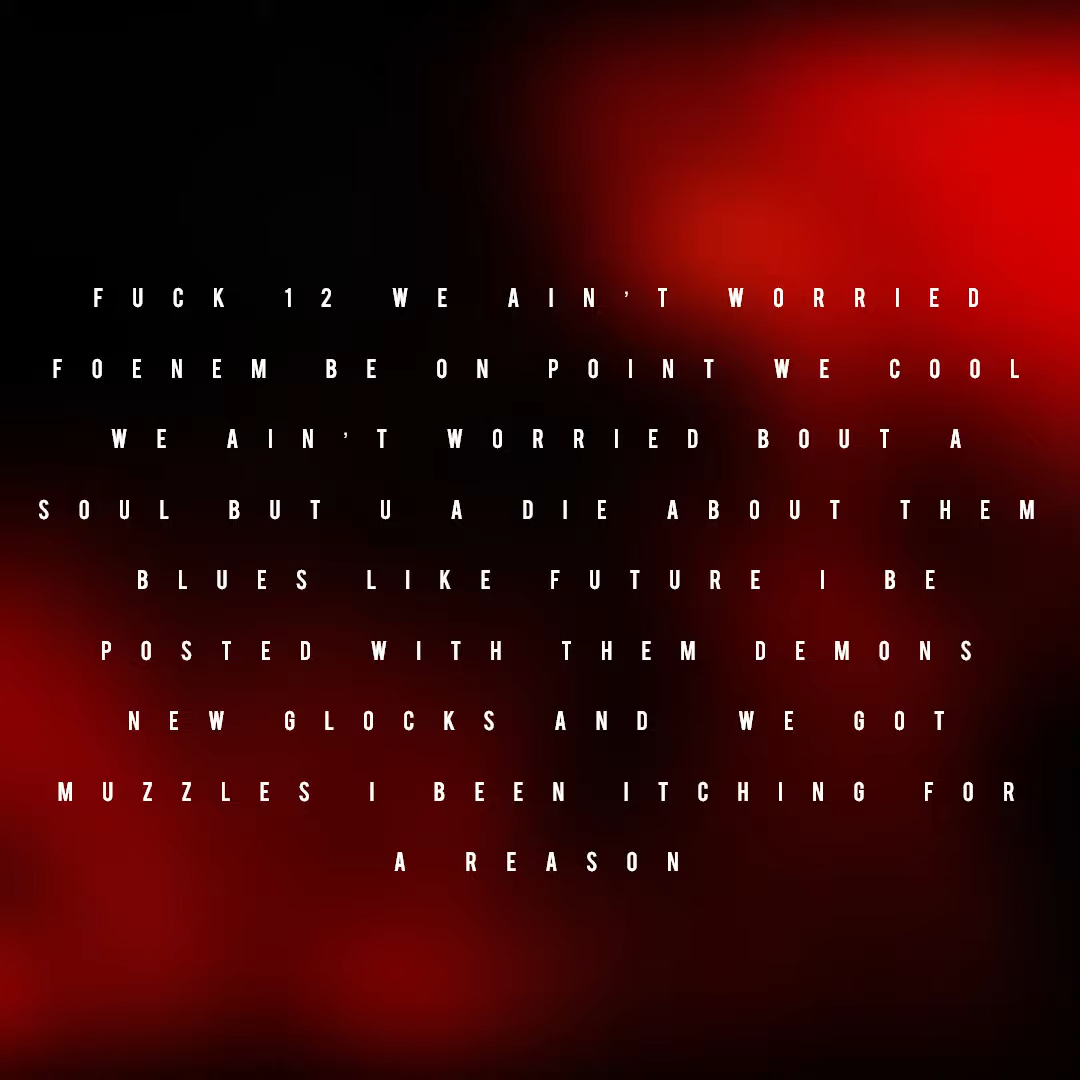 FUCK 12 WE AIN'T WORRIED
FOENEM BE ON POINT WE COOL
WE AIN'T WORRIED BOUT A
SOUL BUT U A DIE ABOUT THEM
BLUES LIKE FUTURE I BE
POSTED WITH THEM DEMONS
NEW GLOCKS AND WE GOT
MUZZLES I BEEN ITCHING FOR
A REASON